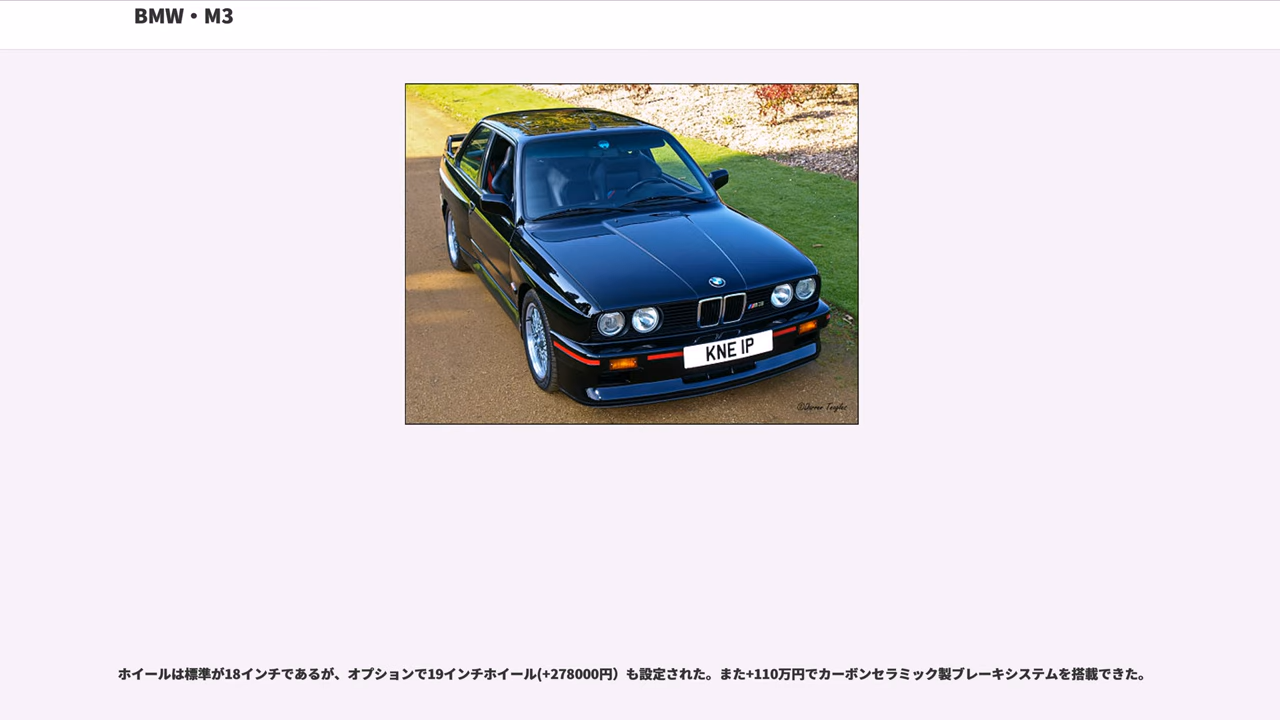 BMW・M3
KNE 1P
ホイールは標準が18インチであるが、オプションで19インチホイール(+278000円）も設定された。また+110万円でカーボンセラミック製ブレーキシステムを搭載できた。